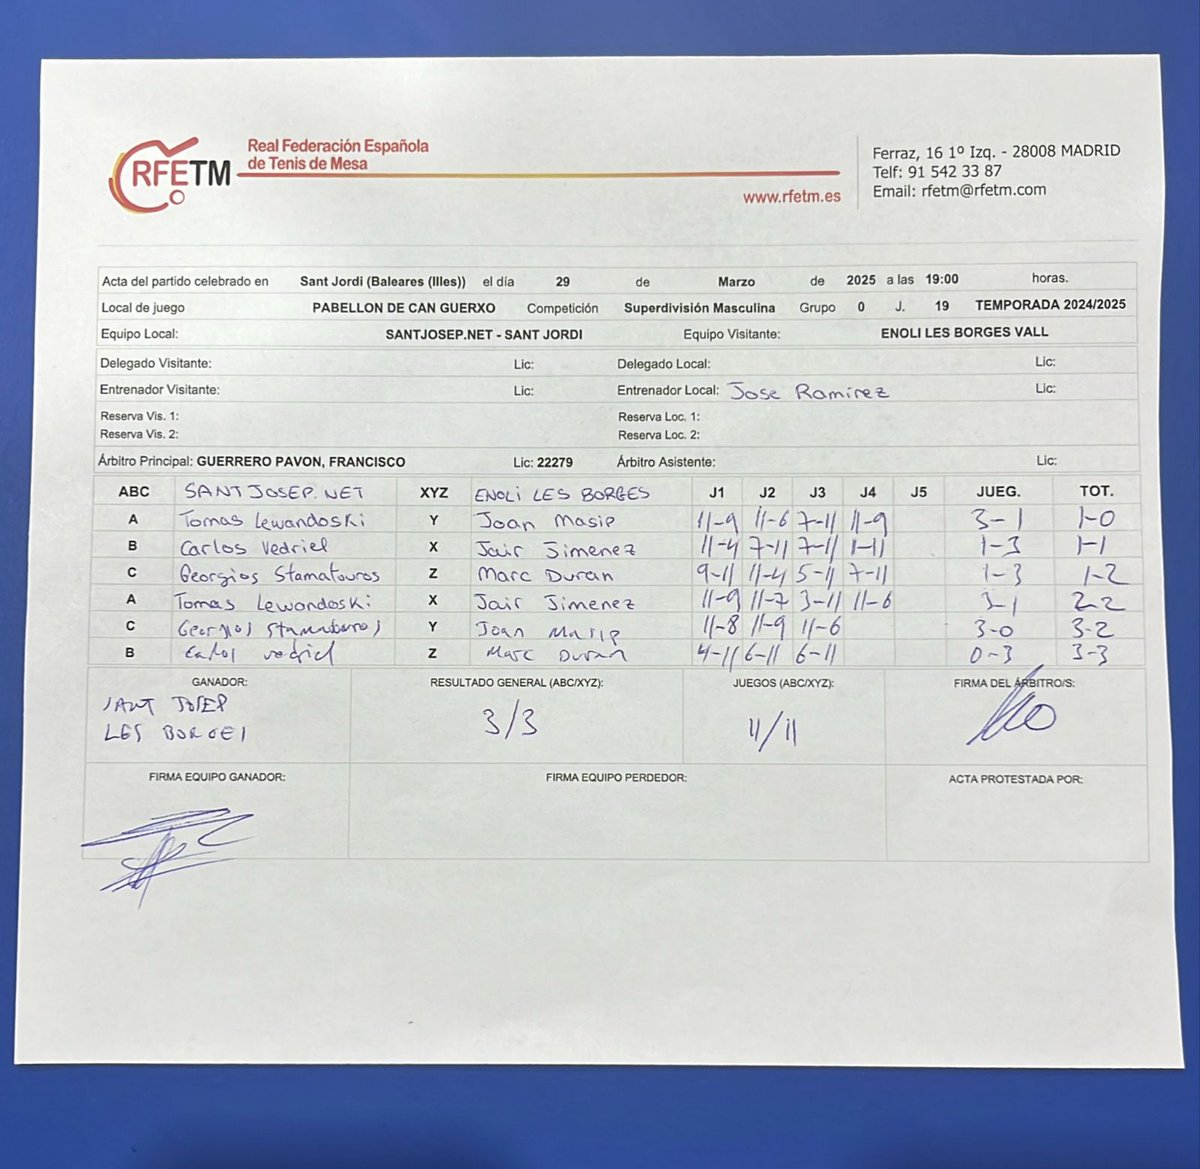 RFETM Real Federación Española
de Tenis de Mesa
www.rfetm.es
Ferraz, 16 1º Izq. - 28008 MADRID
Telf: 91 542 33 87
Email: rfetm@rfetm.com
Acta del partido celebrado en Sant Jordi (Baleares (Illes)) el día 29 de Marzo de 2025 a las 19:00 horas.
Local de juego PABELLON DE CAN GUERXO Competición Superdivisión Masculina Grupo 0 J. 19 TEMPORADA 2024/2025
Equipo Local: SANTJOSEP.NET - SANT JORDI Equipo Visitante: ENOLI LES BORGES VALL
Delegado Visitante: Lic: Delegado Local: Lic:
Entrenador Visitante: Lic: Entrenador Local: Jose Ramirez Lic:
Reserva Vis. 1: Reserva Loc. 1:
Reserva Vis. 2: Reserva Loc. 2:
Árbitro Principal: GUERRERO PAVON, FRANCISCO Lic: 22279 Árbitro Asistente: Lic:
ABC SANTJOSEP.NET XYZ ENOLI LES BORGES J1 J2 J3 J4 J5 JUEG. TOT.
A Tomas Lewandoski Y Joan Masip 11-9 11-6 7-11 11-9 3-1 1-0
B Carlos Vedriel X Jair Jimenez 11-4 7-11 7-11 1-11 1-3 1-1
C Georgios Stamatouros Z Marc Duran 9-11 11-4 5-11 7-11 1-3 1-2
A Tomas Lewandoski X Jair Jimenez 11-9 11-7 3-11 11-6 3-1 2-2
C Georgios Y Joan Masip 11-8 11-9 11-6 3-0 3-2
B Carlos Vedriel Z Marc Duran 4-11 6-11 6-11 0-3 3-3
GANADOR: RESULTADO GENERAL (ABC/XYZ): JUEGOS (ABC/XYZ): FIRMA DEL ÁRBITRO/S:
SANT JOSEP
LES BORGES
3/3
11/11
FIRMA EQUIPO GANADOR: FIRMA EQUIPO PERDEDOR: ACTA PROTESTADA POR: